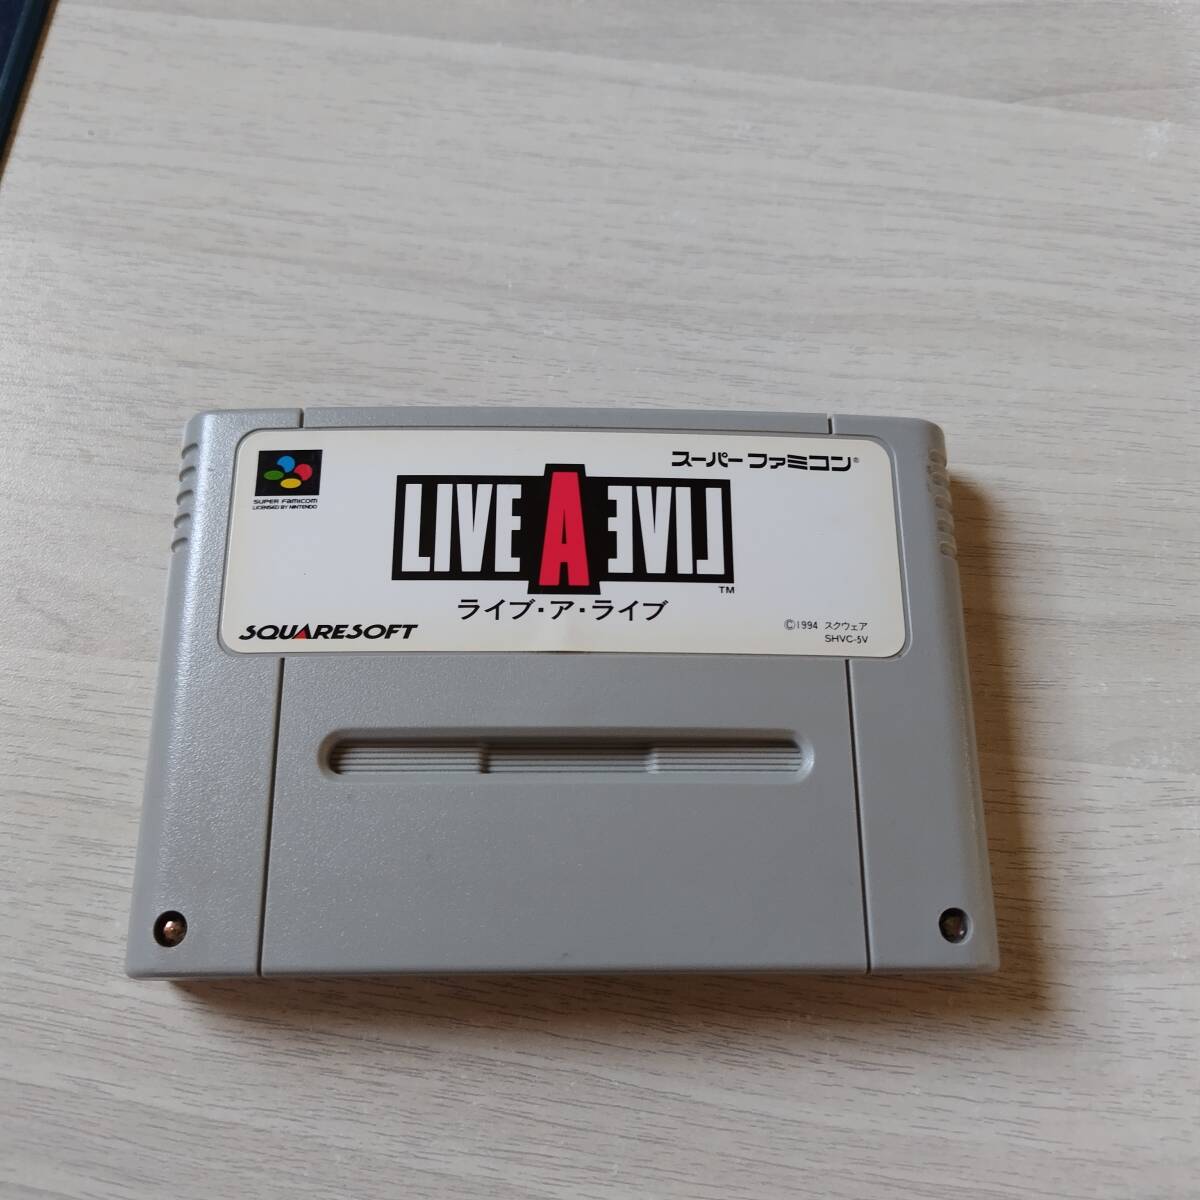 スーパーファミコン®
SUPER FAMICOM
LICENSED BY NINTENDO
LIVE A EVIL
TM
ライブ・ア・ライブ
SQUARESOFT
©1994 スクウェア
SHVC-5V